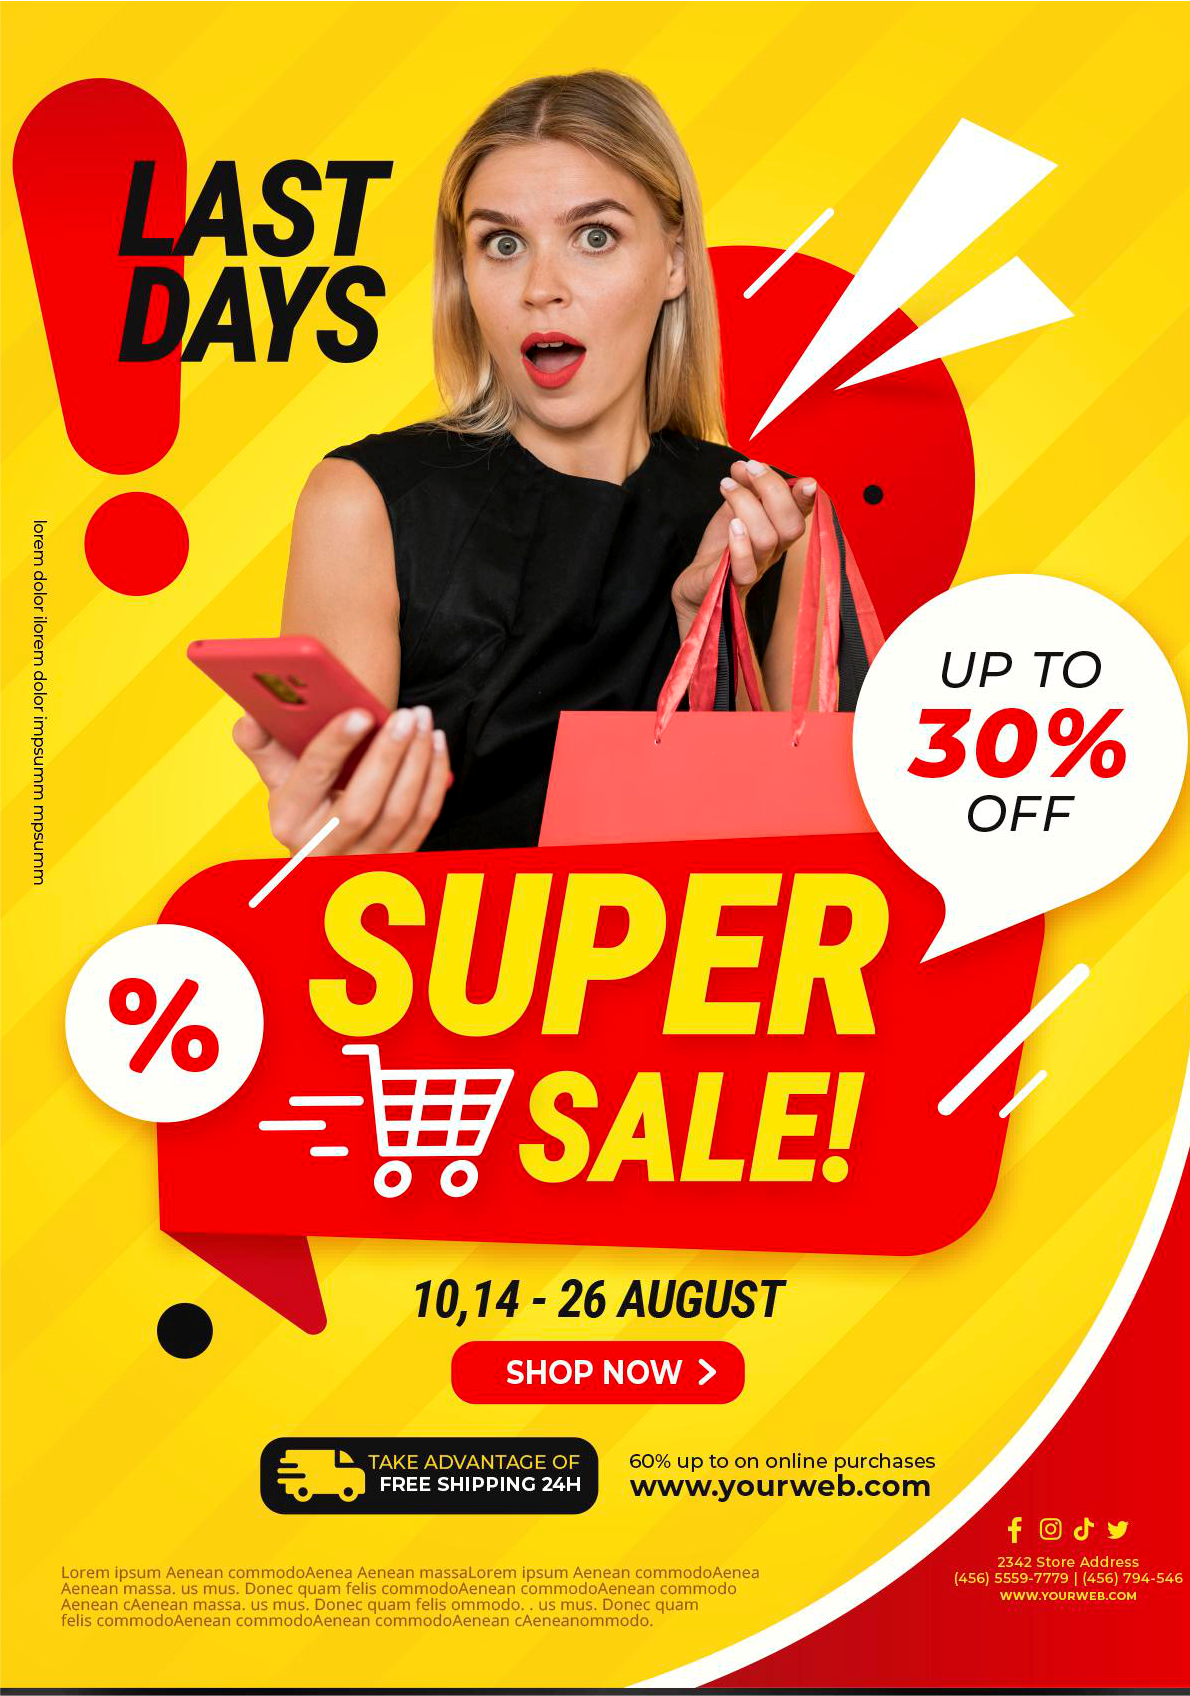 LAST
DAYS
lorem dolor ilorem dolor impsumm mpsumm
UP TO
30%
OFF
%
SUPER
SALE!
10,14 - 26 AUGUST
SHOP NOW
TAKE ADVANTAGE OF
FREE SHIPPING 24H
60% up to on online purchases
www.yourweb.com
2342 Store Address
(456) 5559-7779 | (456) 794-546
WWW.YOURWEB.COM
Lorem ipsum Aenean commodoAenea Aenean massaLorem ipsum Aenean commodoAenea
Aenean massa. us mus. Donec quam felis commodoAenean commodoAenean commodo
Aenean cAenean massa. us mus. Donec quam felis ommodo. . us mus. Donec quam
felis commodoAenean commodoAenean commodoAenean cAeneanommodo.